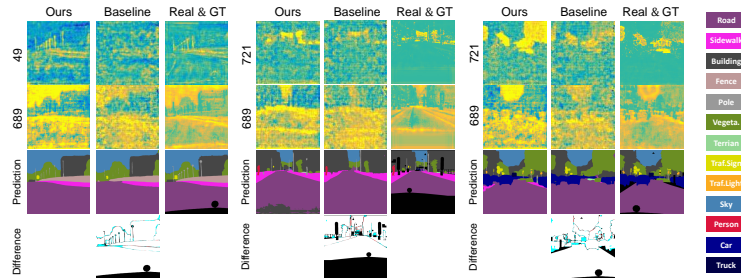 Ours Baseline Real & GT Ours Baseline Real & GT Ours Baseline Real & GT
49
689
Prediction
Difference
721
689
Prediction
Difference
721
689
Prediction
Difference
Road
Sidewalk
Building
Fence
Pole
Vegeta.
Terrian
Traf.Sign
Traf.Light
Sky
Person
Car
Truck